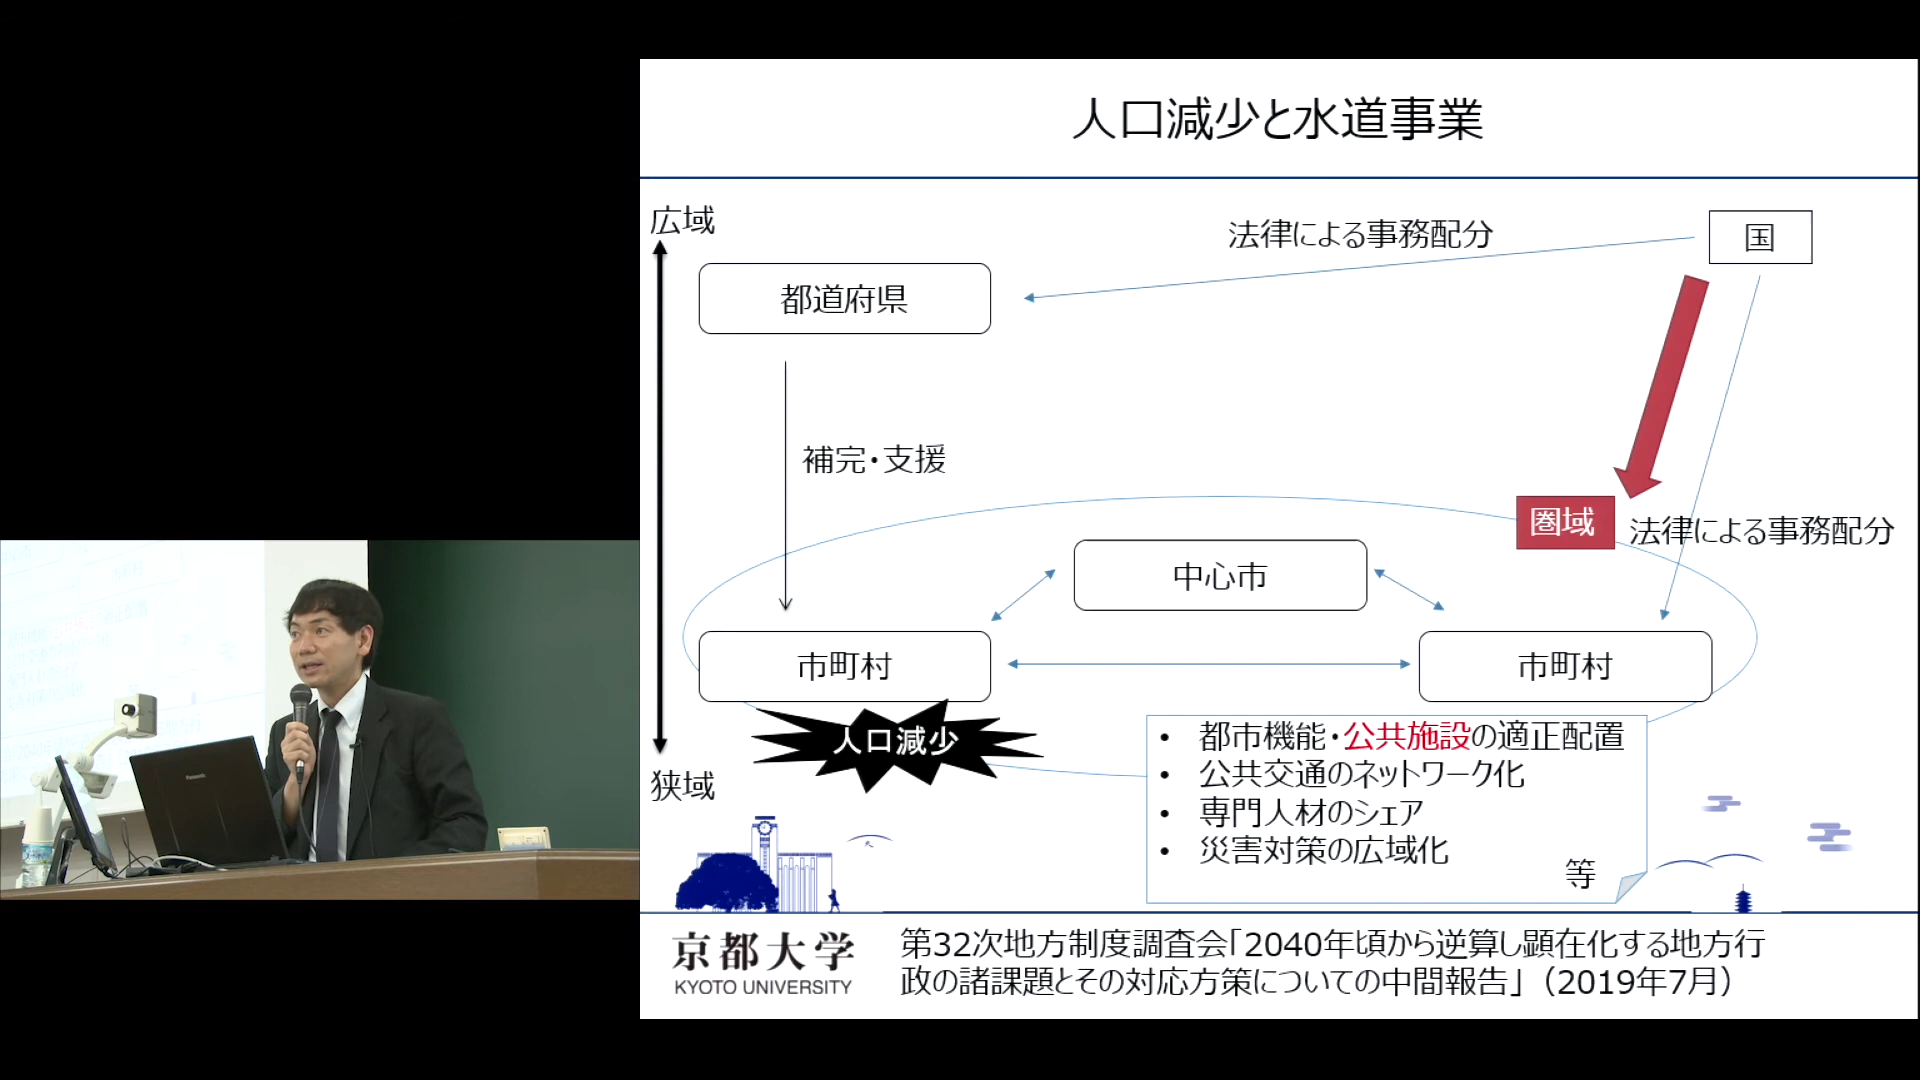 人口減少と水道事業
広域
法律による事務配分
国
都道府県
補完・支援
圏域
法律による事務配分
中心市
市町村
市町村
人口減少
狭域
• 都市機能・公共施設の適正配置
• 公共交通のネットワーク化
• 専門人材のシェア
• 災害対策の広域化
等
京都大学
KYOTO UNIVERSITY
第32次地方制度調査会「2040年頃から逆算し顕在化する地方行
政の諸課題とその対応方策についての中間報告」（2019年7月）
Panasonic